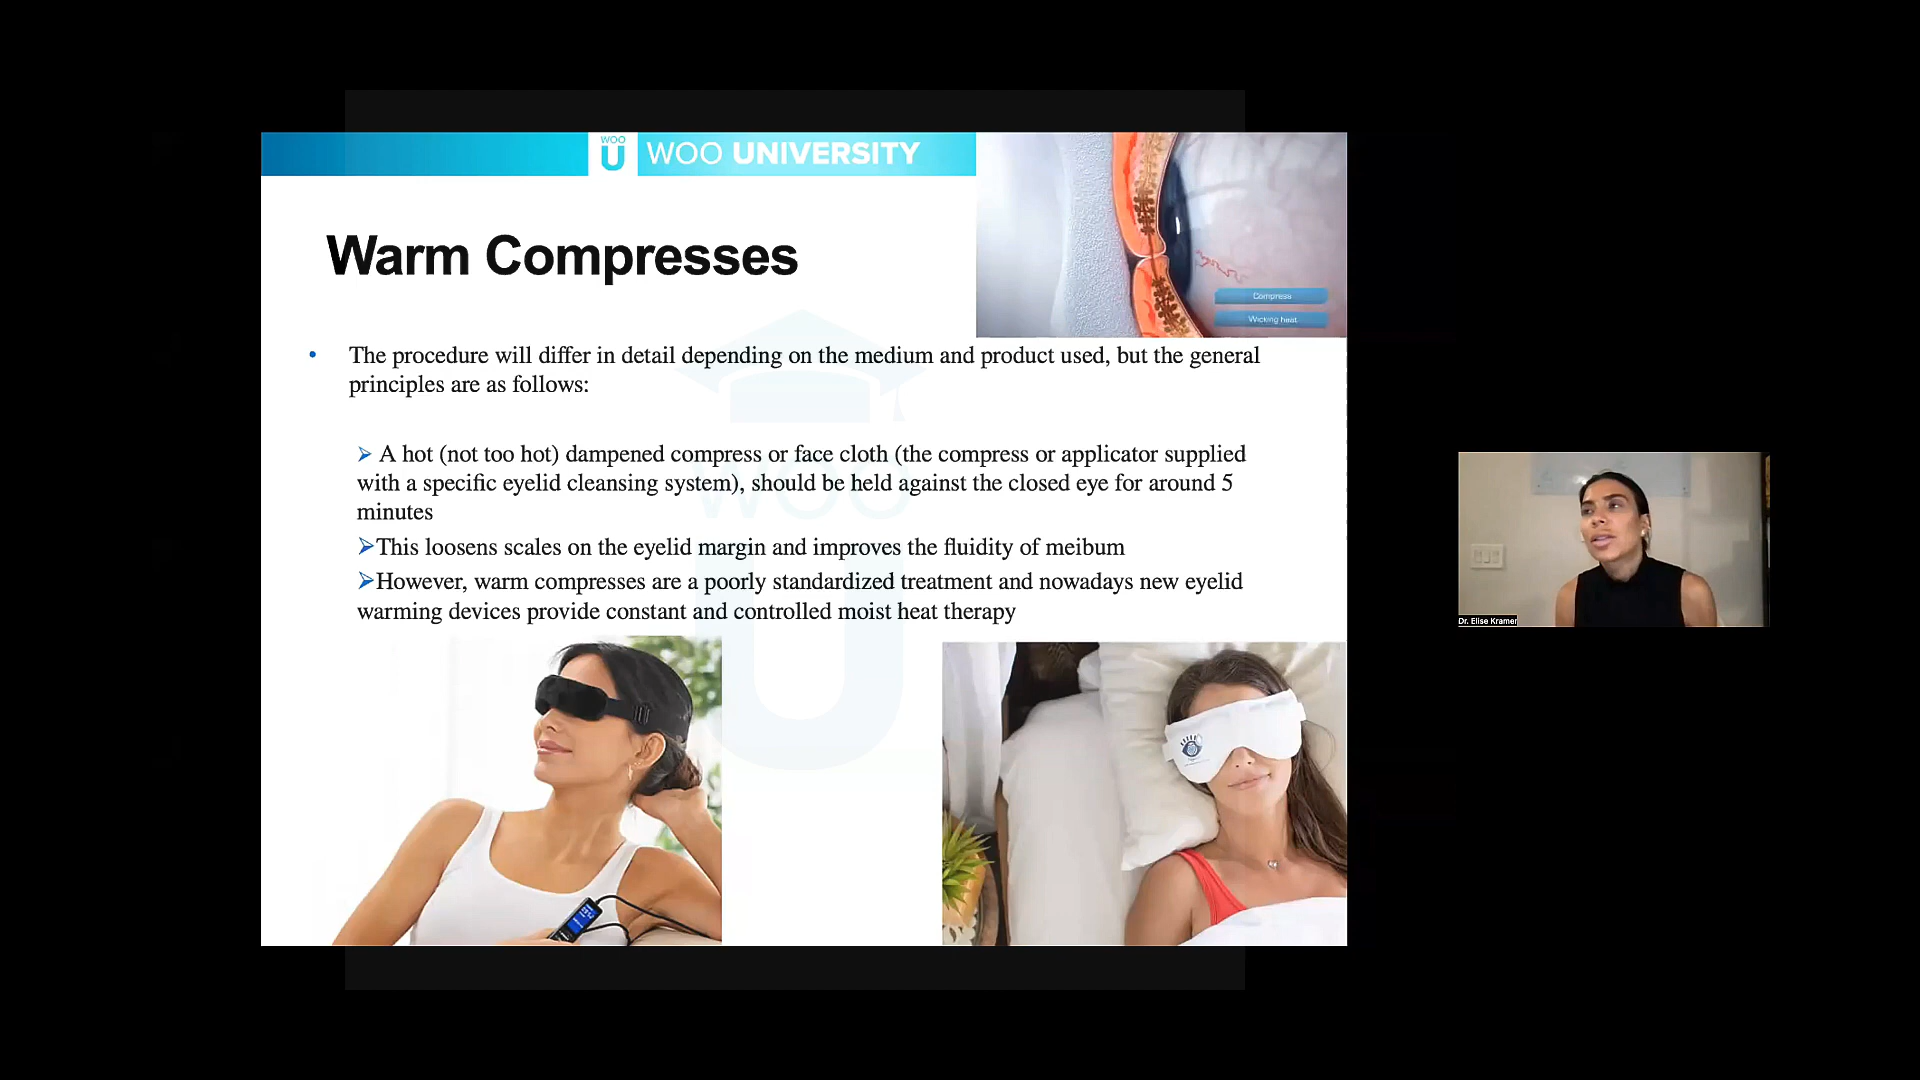 WOO
U
WOO UNIVERSITY
Warm Compresses
Compress
Wicking heat
• The procedure will differ in detail depending on the medium and product used, but the general
principles are as follows:
➢ A hot (not too hot) dampened compress or face cloth (the compress or applicator supplied
with a specific eyelid cleansing system), should be held against the closed eye for around 5
minutes
➢This loosens scales on the eyelid margin and improves the fluidity of meibum
➢However, warm compresses are a poorly standardized treatment and nowadays new eyelid
warming devices provide constant and controlled moist heat therapy
WOO
U
Dr. Elise Kramer